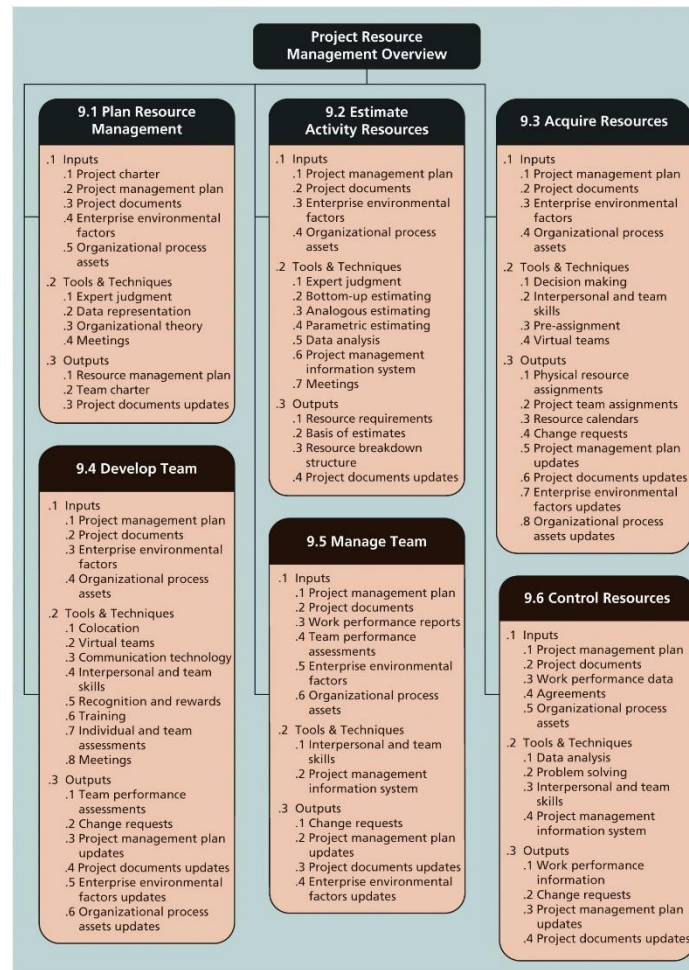 Project Resource
Management Overview
9.1 Plan Resource
Management
.1 Inputs
.1 Project charter
.2 Project management plan
.3 Project documents
.4 Enterprise environmental
factors
.5 Organizational process
assets
.2 Tools & Techniques
.1 Expert judgment
.2 Data representation
.3 Organizational theory
.4 Meetings
.3 Outputs
.1 Resource management plan
.2 Team charter
.3 Project documents updates
9.2 Estimate
Activity Resources
.1 Inputs
.1 Project management plan
.2 Project documents
.3 Enterprise environmental
factors
.4 Organizational process
assets
.2 Tools & Techniques
.1 Expert judgment
.2 Bottom-up estimating
.3 Analogous estimating
.4 Parametric estimating
.5 Data analysis
.6 Project management
information system
.7 Meetings
.3 Outputs
.1 Resource requirements
.2 Basis of estimates
.3 Resource breakdown
structure
.4 Project documents updates
9.3 Acquire Resources
.1 Inputs
.1 Project management plan
.2 Project documents
.3 Enterprise environmental
factors
.4 Organizational process
assets
.2 Tools & Techniques
.1 Decision making
.2 Interpersonal and team
skills
.3 Pre-assignment
.4 Virtual teams
.3 Outputs
.1 Physical resource
assignments
.2 Project team assignments
.3 Resource calendars
.4 Change requests
.5 Project management plan
updates
.6 Project documents updates
.7 Enterprise environmental
factors updates
.8 Organizational process
assets updates
9.4 Develop Team
.1 Inputs
.1 Project management plan
.2 Project documents
.3 Enterprise environmental
factors
.4 Organizational process
assets
.2 Tools & Techniques
.1 Colocation
.2 Virtual teams
.3 Communication technology
.4 Interpersonal and team
skills
.5 Recognition and rewards
.6 Training
.7 Individual and team
assessments
.8 Meetings
.3 Outputs
.1 Team performance
assessments
.2 Change requests
.3 Project management plan
updates
.4 Project documents updates
.5 Enterprise environmental
factors updates
.6 Organizational process
assets updates
9.5 Manage Team
.1 Inputs
.1 Project management plan
.2 Project documents
.3 Work performance reports
.4 Team performance
assessments
.5 Enterprise environmental
factors
.6 Organizational process
assets
.2 Tools & Techniques
.1 Interpersonal and team
skills
.2 Project management
information system
.3 Outputs
.1 Change requests
.2 Project management plan
updates
.3 Project documents updates
.4 Enterprise environmental
factors updates
9.6 Control Resources
.1 Inputs
.1 Project management plan
.2 Project documents
.3 Work performance data
.4 Agreements
.5 Organizational process
assets
.2 Tools & Techniques
.1 Data analysis
.2 Problem solving
.3 Interpersonal and team
skills
.4 Project management
information system
.3 Outputs
.1 Work performance
information
.2 Change requests
.3 Project management plan
updates
.4 Project documents updates